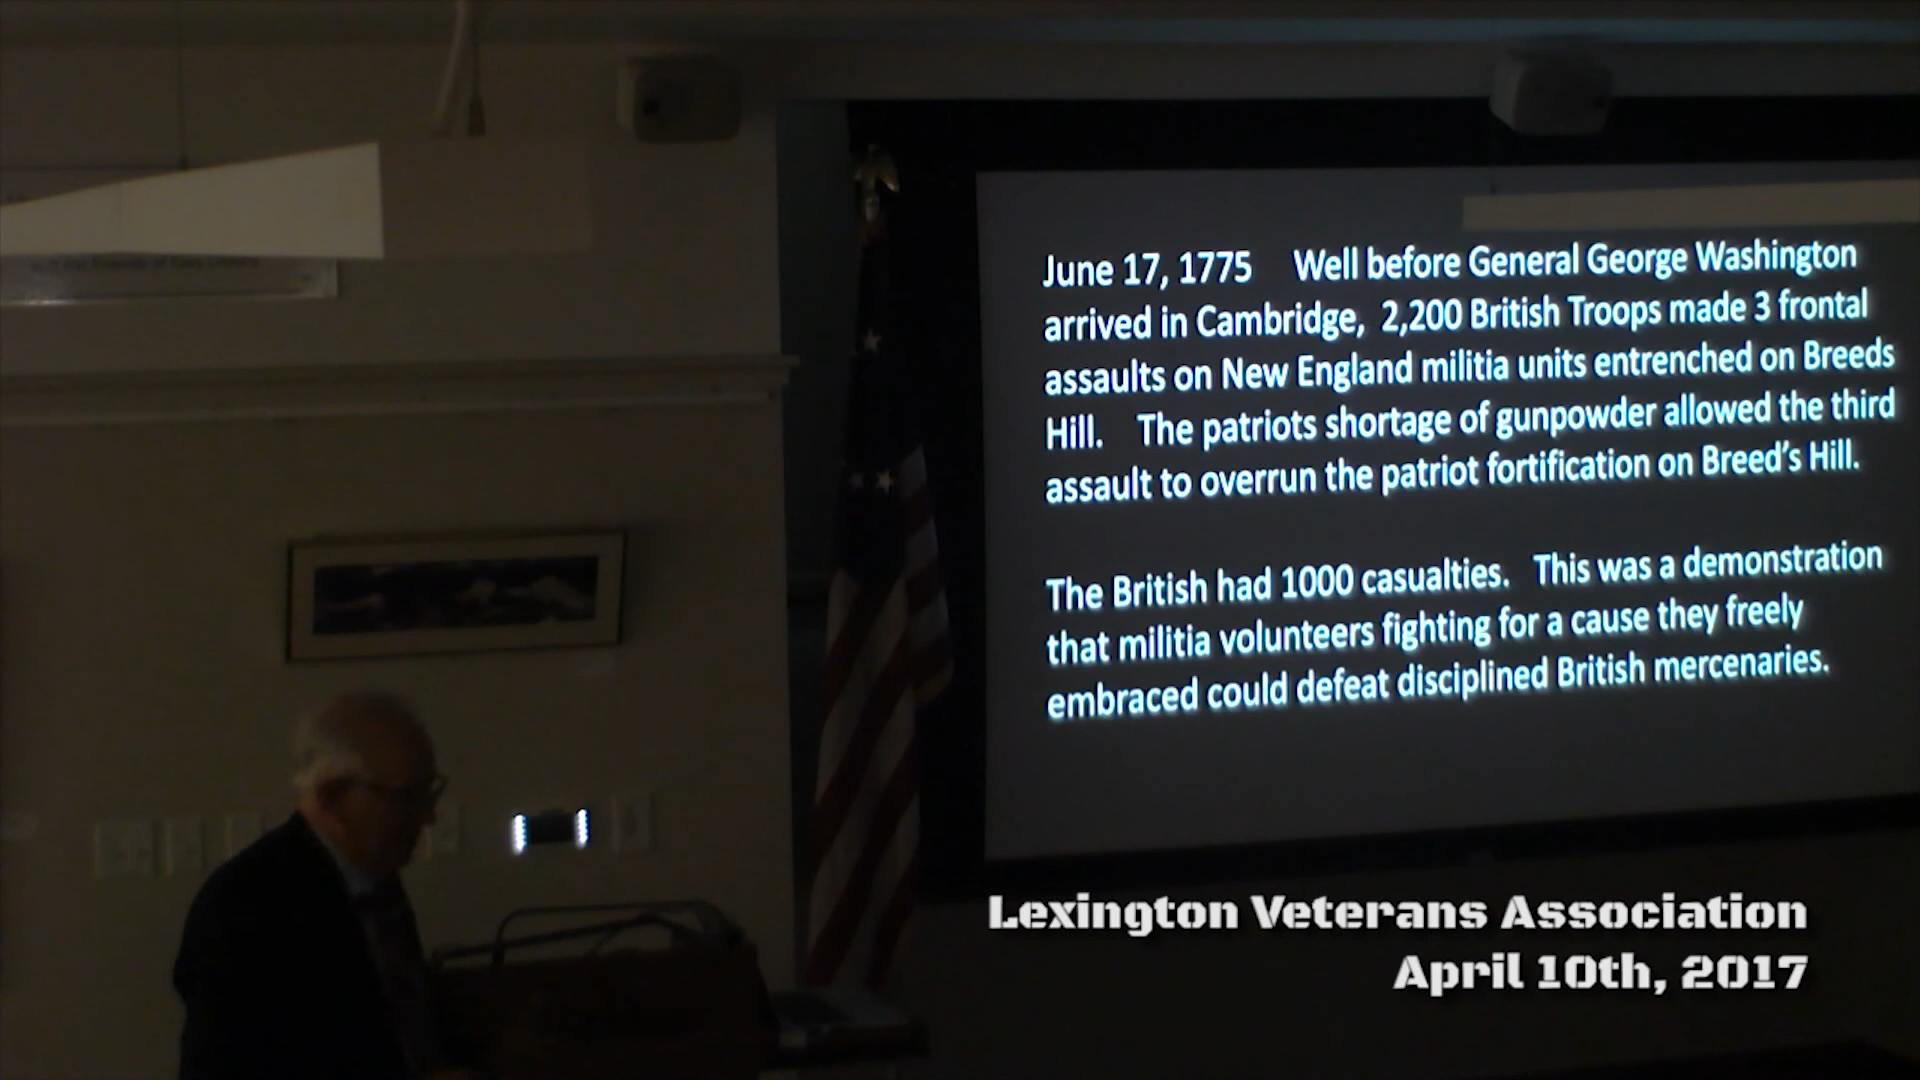 June 17, 1775 Well before General George Washington
arrived in Cambridge, 2,200 British Troops made 3 frontal
assaults on New England militia units entrenched on Breeds
Hill. The patriots shortage of gunpowder allowed the third
assault to overrun the patriot fortification on Breed's Hill.
The British had 1000 casualties. This was a demonstration
that militia volunteers fighting for a cause they freely
embraced could defeat disciplined British mercenaries.
Lexington Veterans Association
April 10th, 2017